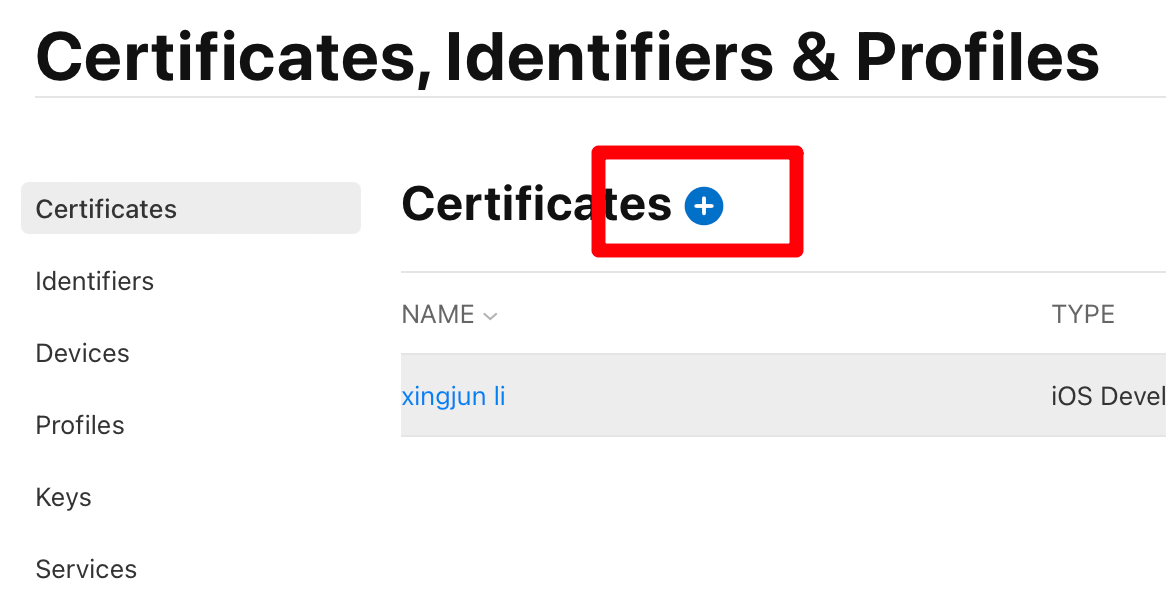 Certificates, Identifiers & Profiles
Certificates
Identifiers
Devices
Profiles
Keys
Services
Certificates
NAME TYPE
xingjun li iOS Devel